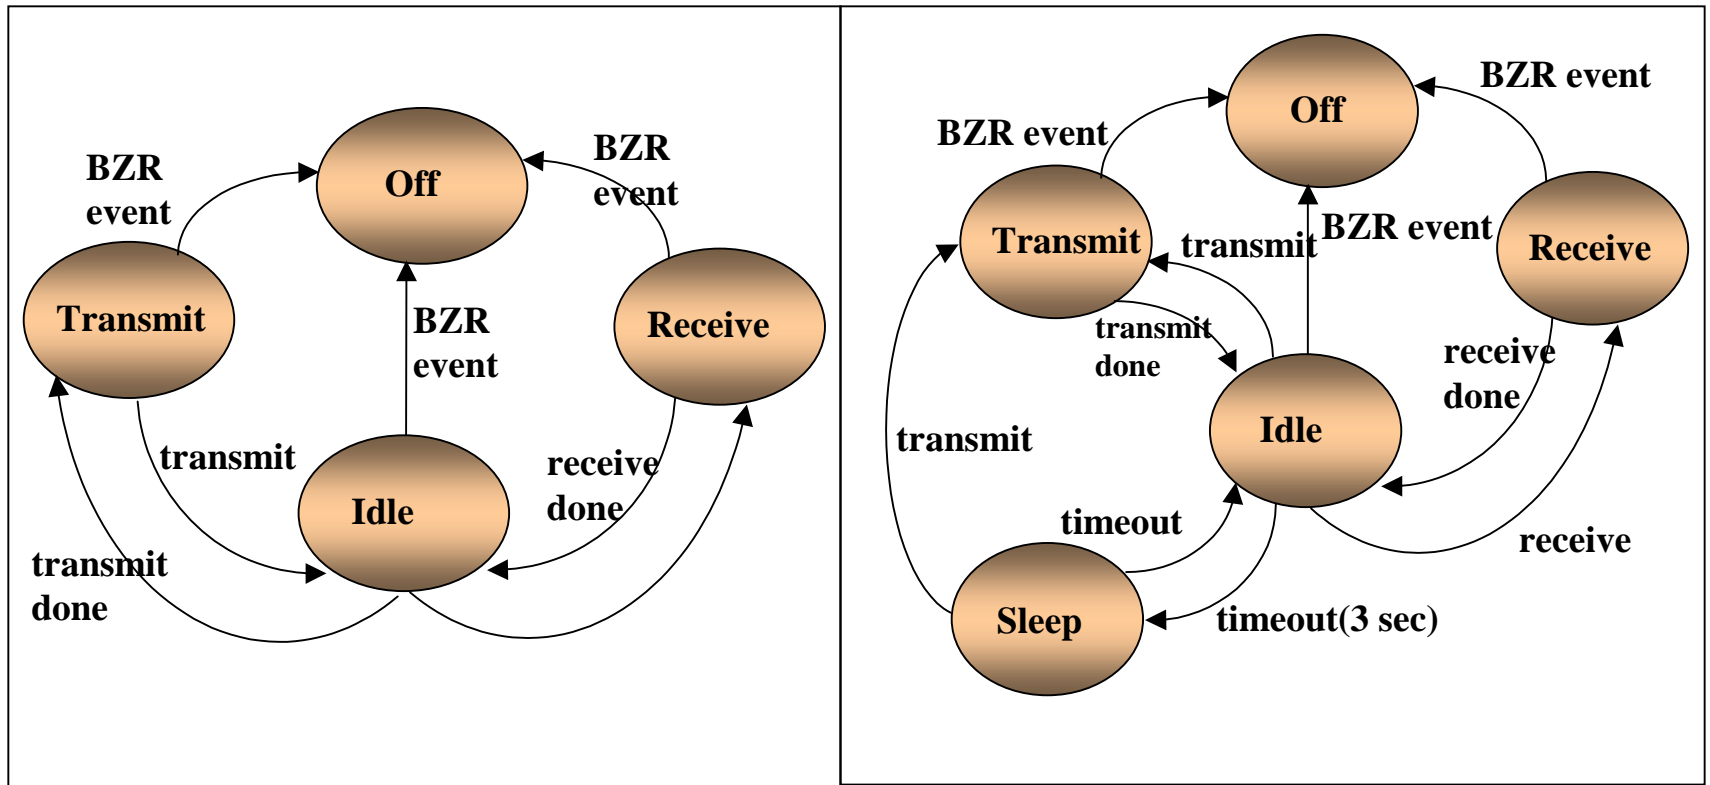 BZR
event
Off
BZR
event
Transmit
BZR
event
Receive
transmit
Idle
receive
done
transmit
done
BZR event
Off
BZR event
Transmit
transmit
BZR event
Receive
transmit
done
receive
done
Idle
transmit
timeout
receive
Sleep
timeout(3 sec)